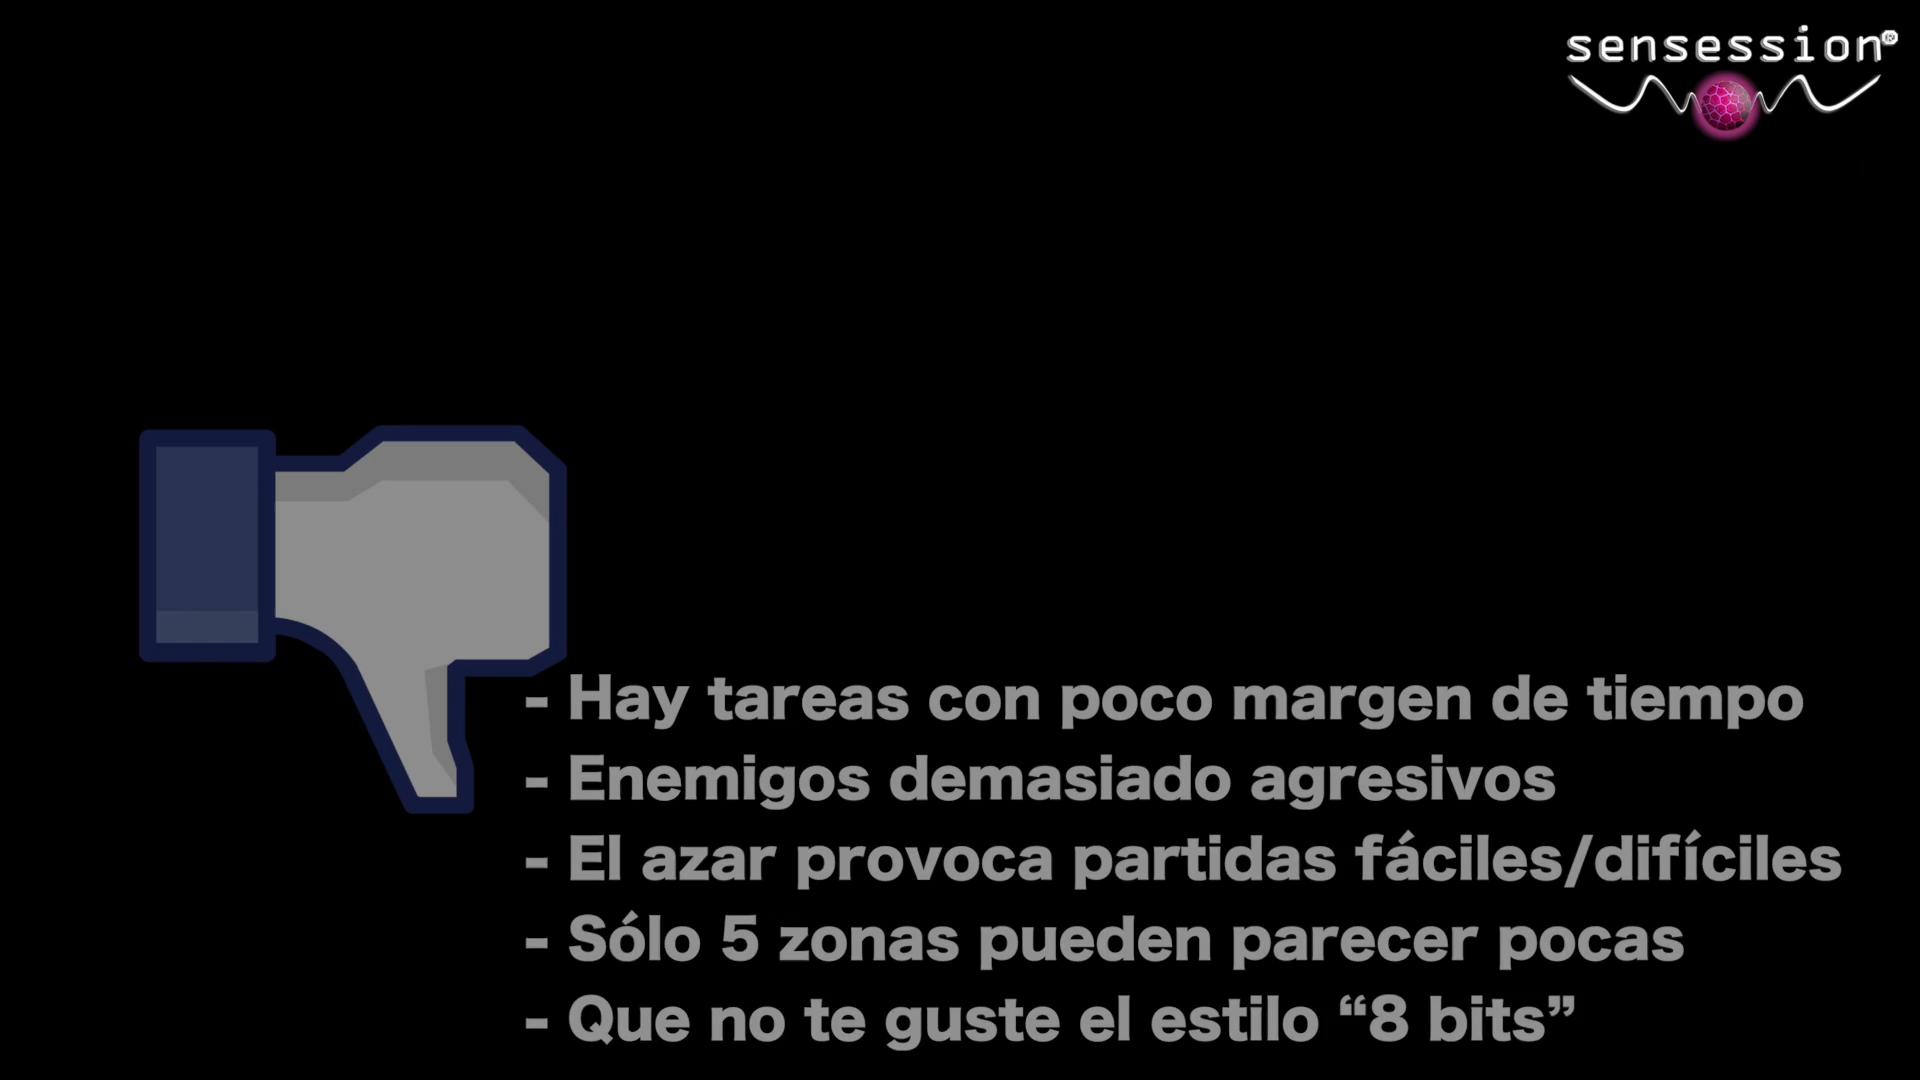 sensession®
- Hay tareas con poco margen de tiempo
- Enemigos demasiado agresivos
- El azar provoca partidas fáciles/difíciles
- Sólo 5 zonas pueden parecer pocas
- Que no te guste el estilo “8 bits”